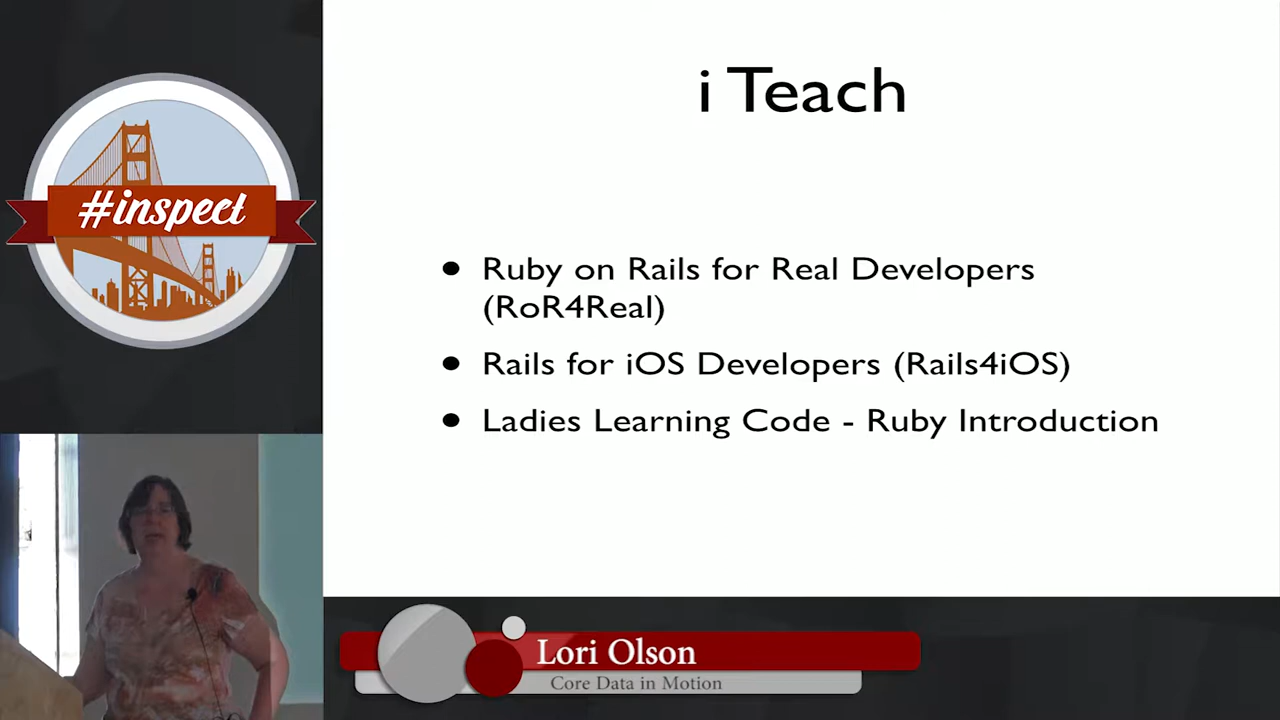 #inspect
i Teach
• Ruby on Rails for Real Developers
(RoR4Real)
• Rails for iOS Developers (Rails4iOS)
• Ladies Learning Code - Ruby Introduction
Lori Olson
Core Data in Motion